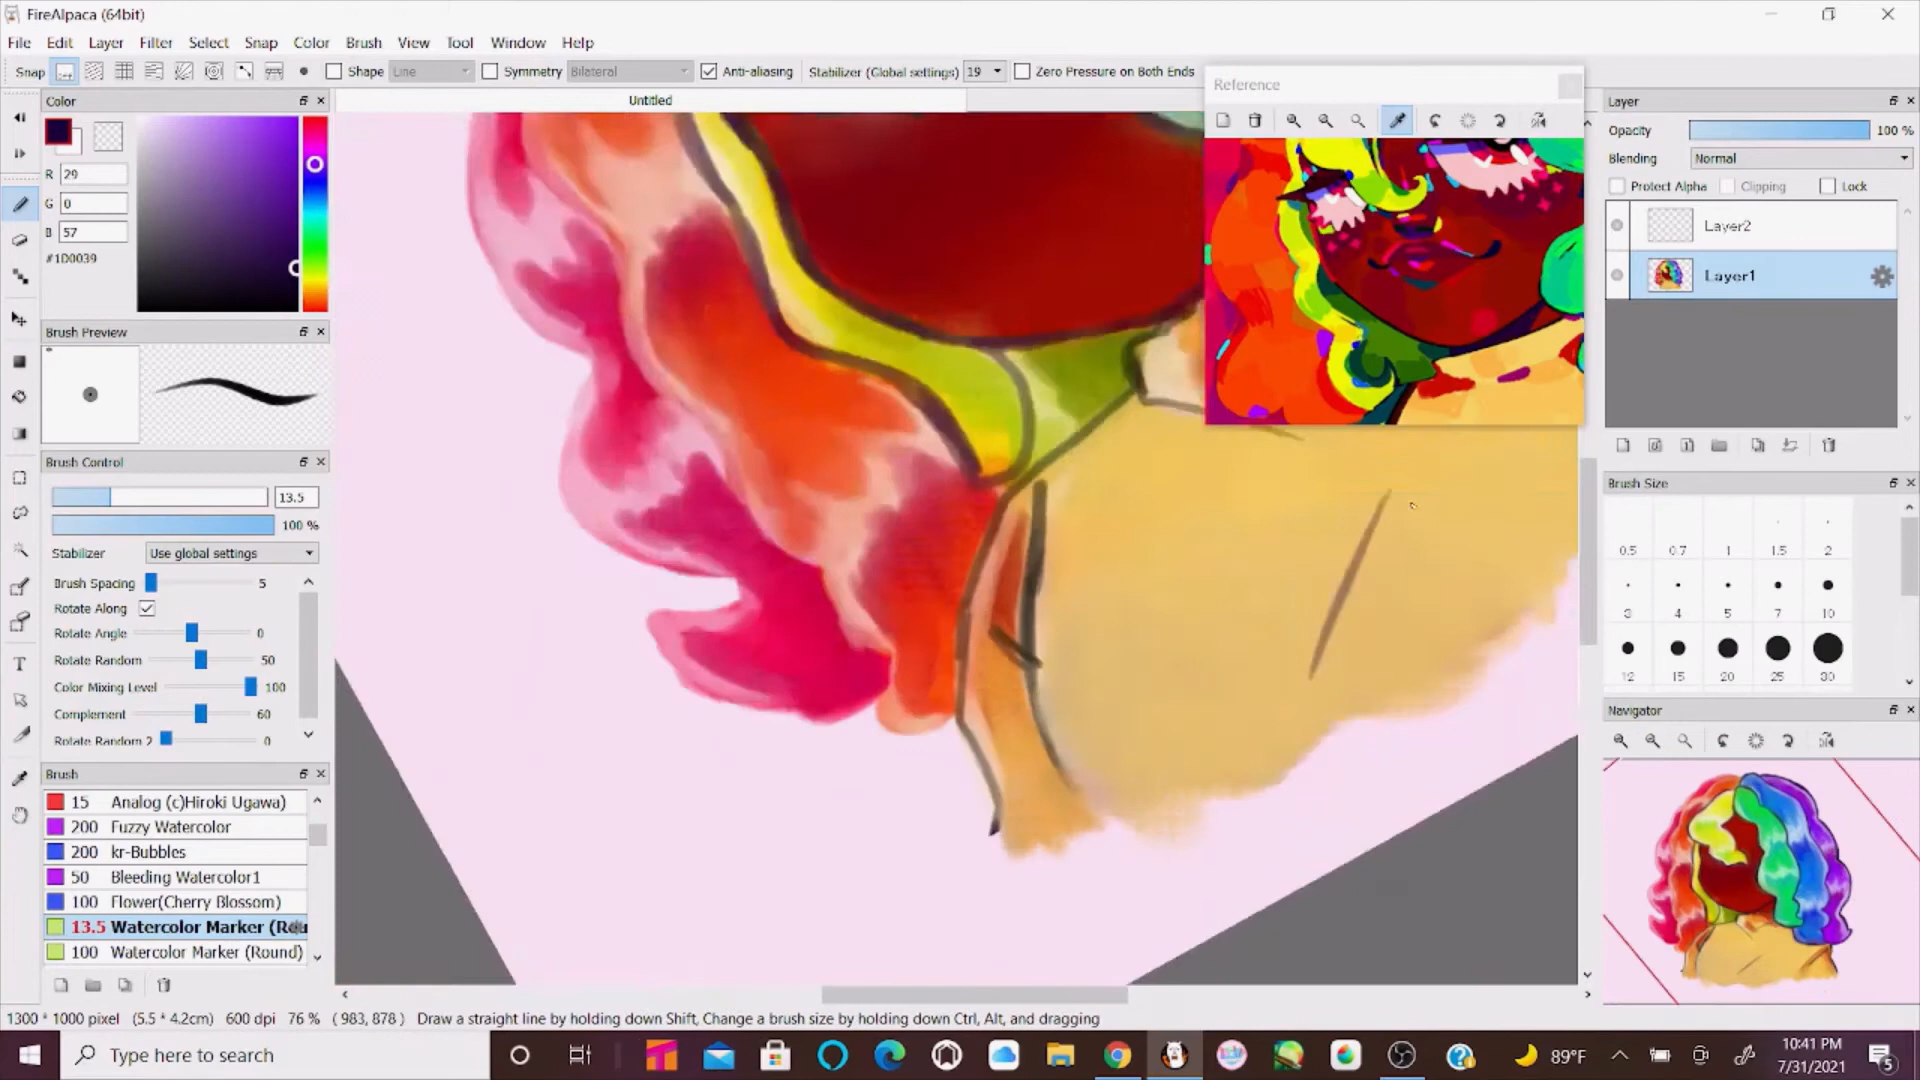 FireAlpaca (64bit)
File Edit Layer Filter Select Snap Color Brush View Tool Window Help
Snap Shape Line Symmetry Bilateral Anti-aliasing Stabilizer (Global settings) 19 Zero Pressure on Both Ends
Color
Untitled
Reference
Layer
R 29
G 0
B 57
#1D0039
Opacity 100 %
Blending Normal
Protect Alpha Clipping Lock
Layer2
Layer1
Brush Preview
Brush Control
13.5
100 %
Stabilizer Use global settings
Brush Spacing 5
Rotate Along
Rotate Angle 0
Rotate Random 50
Color Mixing Level 100
Complement 60
Rotate Random 2 0
Brush Size
0.5 0.7 1 1.5 2
3 4 5 7 10
12 15 20 25 30
Navigator
Brush
15 Analog (c)Hiroki Ugawa)
200 Fuzzy Watercolor
200 kr-Bubbles
50 Bleeding Watercolor1
100 Flower(Cherry Blossom)
13.5 Watercolor Marker (Rou
100 Watercolor Marker (Round)
1300 * 1000 pixel (5.5 * 4.2cm) 600 dpi 76 % ( 983, 878 ) Draw a straight line by holding down Shift, Change a brush size by holding down Ctrl, Alt, and dragging
Type here to search
89°F
10:41 PM
7/31/2021
5